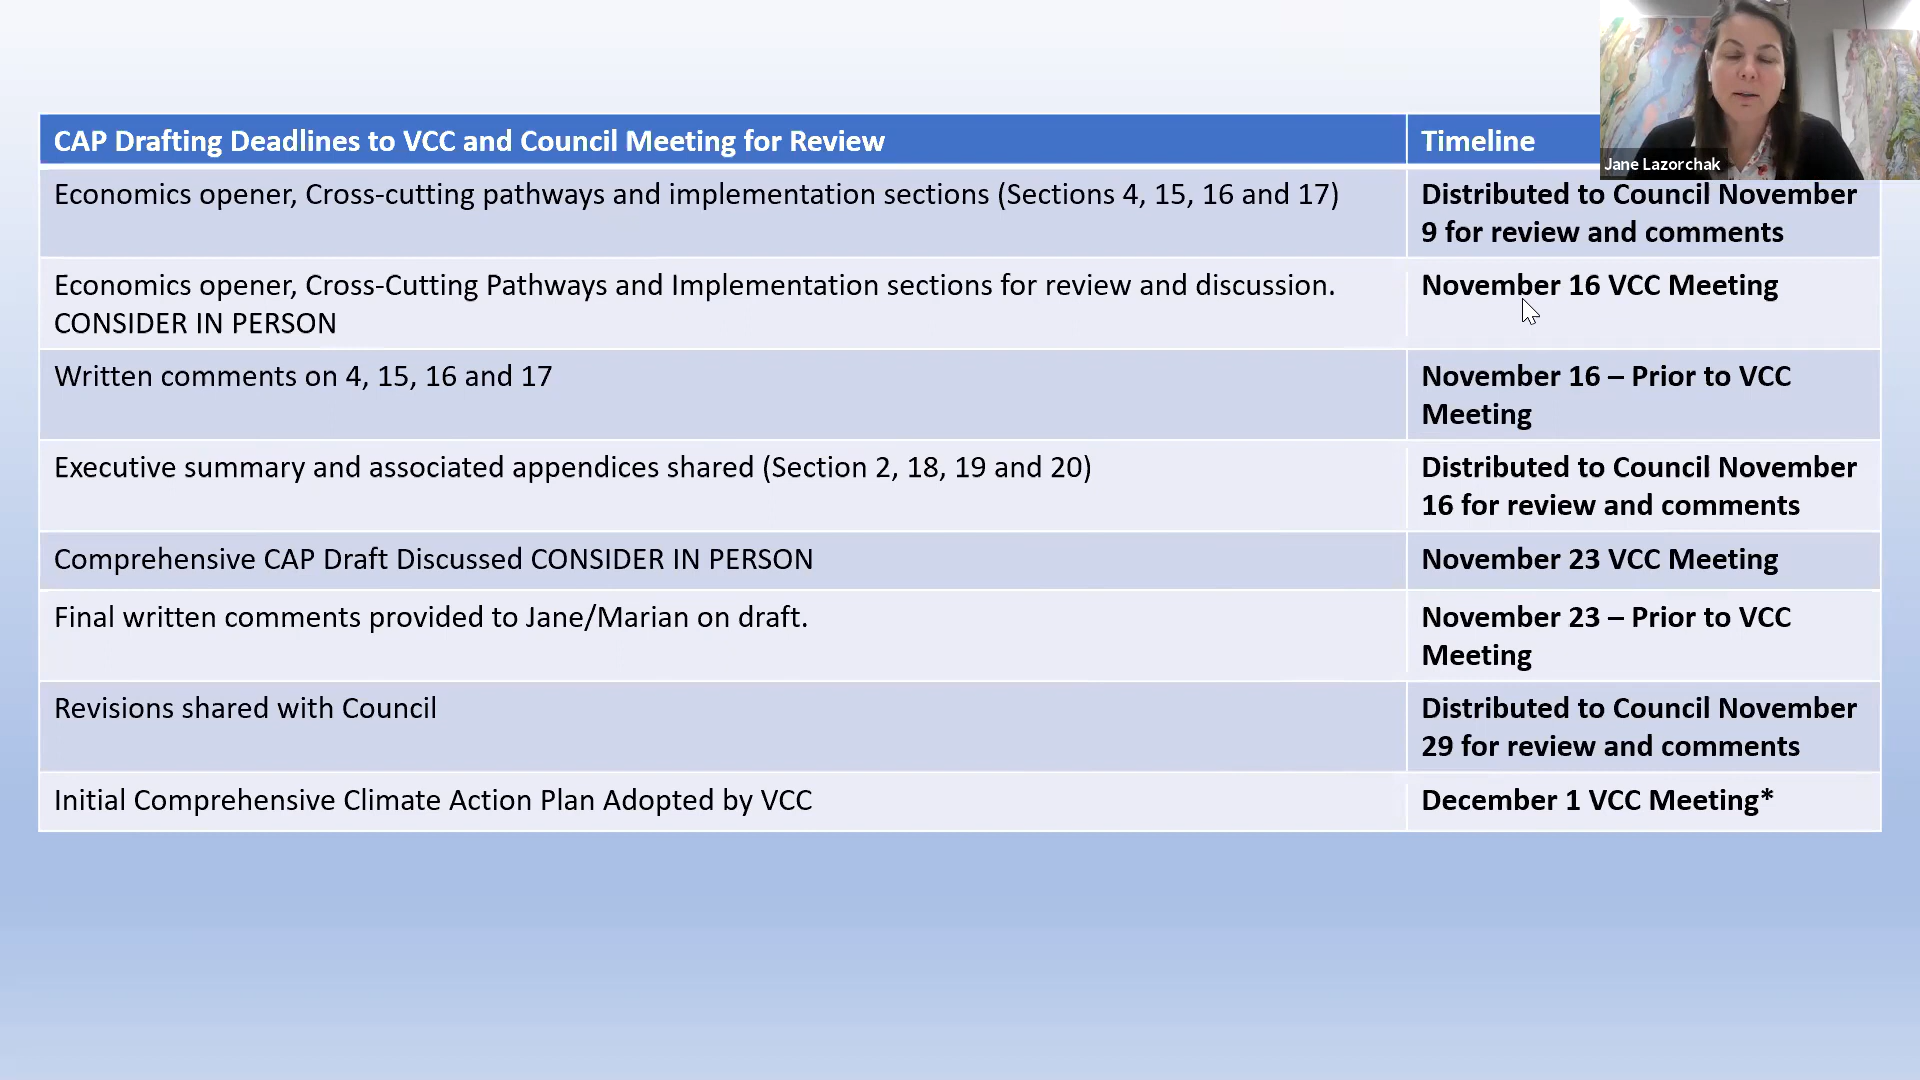 CAP Drafting Deadlines to VCC and Council Meeting for Review
Timeline
Jane Lazorchak
Economics opener, Cross-cutting pathways and implementation sections (Sections 4, 15, 16 and 17)
Distributed to Council November
9 for review and comments
Economics opener, Cross-Cutting Pathways and Implementation sections for review and discussion.
CONSIDER IN PERSON
November 16 VCC Meeting
Written comments on 4, 15, 16 and 17
November 16 – Prior to VCC
Meeting
Executive summary and associated appendices shared (Section 2, 18, 19 and 20)
Distributed to Council November
16 for review and comments
Comprehensive CAP Draft Discussed CONSIDER IN PERSON
November 23 VCC Meeting
Final written comments provided to Jane/Marian on draft.
November 23 – Prior to VCC
Meeting
Revisions shared with Council
Distributed to Council November
29 for review and comments
Initial Comprehensive Climate Action Plan Adopted by VCC
December 1 VCC Meeting*